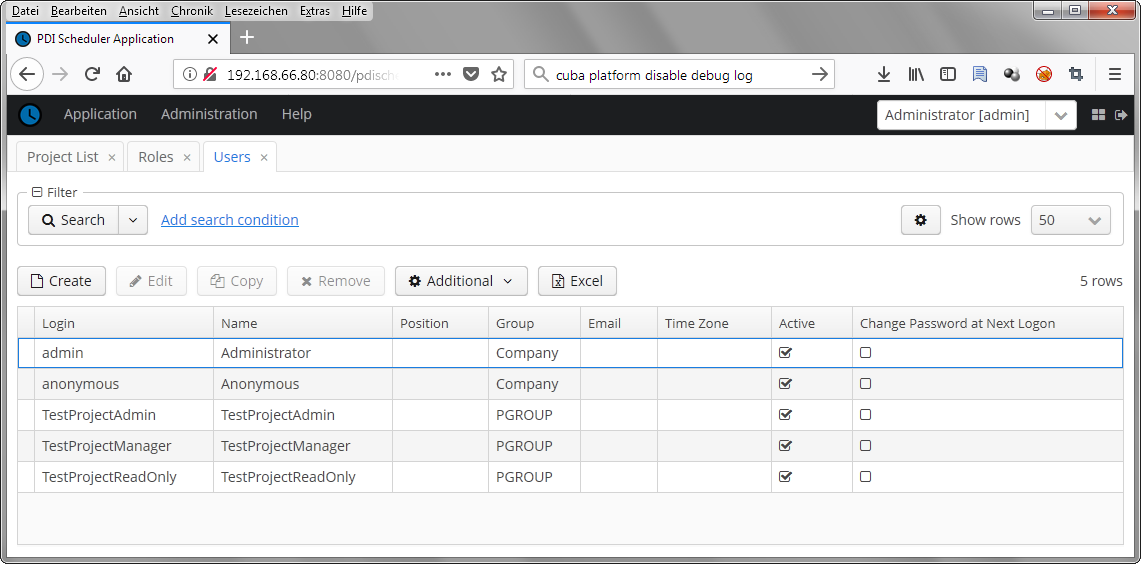 Datei Bearbeiten Ansicht Chronik Lesezeichen Extras Hilfe
PDI Scheduler Application
192.168.66.80:8080/pdisch
cuba platform disable debug log
Application Administration Help
Administrator [admin]
Project List Roles Users
Filter
Search Add search condition Show rows 50
Create Edit Copy Remove Additional Excel 5 rows
Login Name Position Group Email Time Zone Active Change Password at Next Logon
admin Administrator Company
anonymous Anonymous Company
TestProjectAdmin TestProjectAdmin PGROUP
TestProjectManager TestProjectManager PGROUP
TestProjectReadOnly TestProjectReadOnly PGROUP